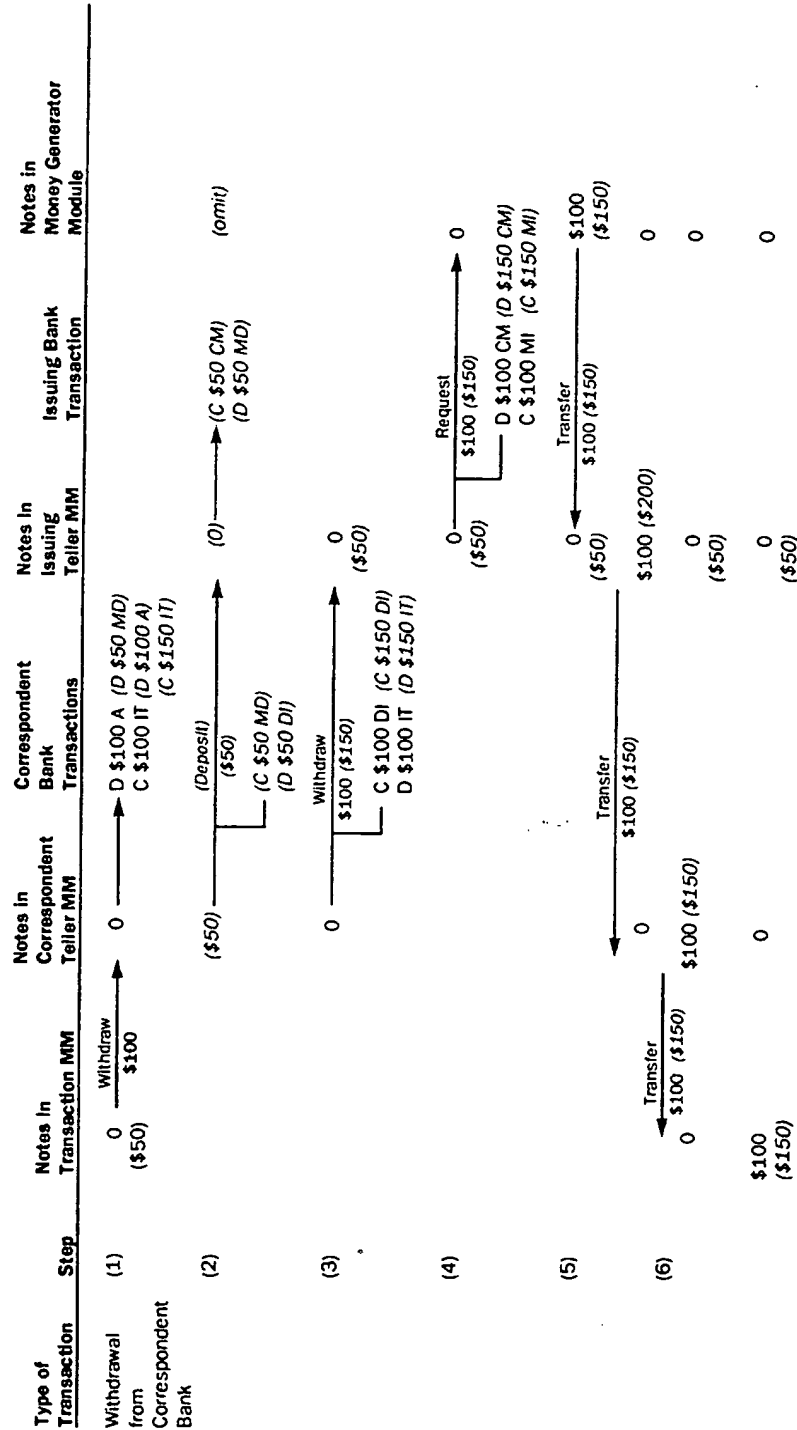 Type of
Transaction
Step
Notes In
Transaction MM
Notes in
Correspondent
Teller MM
Correspondent
Bank
Transactions
Notes In
Issuing
Teller MM
Issuing Bank
Transaction
Notes in
Money Generator
Module
Withdrawal
from
Correspondent
Bank
(1)
0
($50)
Withdraw
$100
0
D $100 A (D $50 MD)
C $100 IT (D $100 A)
(C $150 IT)
(2)
($50)
(Deposit)
($50)
(C $50 MD)
(D $50 DI)
(0)
(C $50 CM)
(D $50 MD)
(omit)
(3)
0
Withdraw
$100 ($150)
C $100 DI (C $150 DI)
D $100 IT (D $150 IT)
0
($50)
(4)
0
($50)
Request
$100 ($150)
D $100 CM (D $150 CM)
C $100 MI (C $150 MI)
0
(5)
0
($50)
Transfer
$100 ($150)
$100
($150)
Transfer
$100 ($150)
0
$100 ($200)
0
(6)
Transfer
$100 ($150)
0
$100 ($150)
0
($50)
0
$100
($150)
0
0
($50)
0